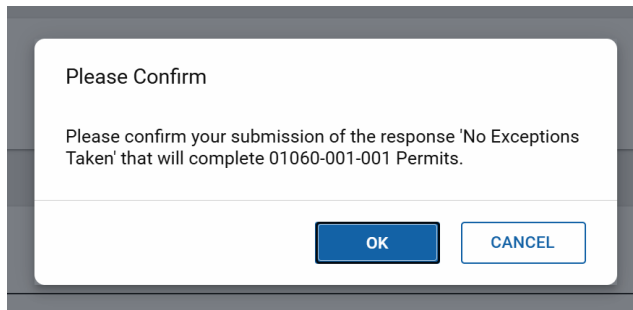 Please Confirm
Please confirm your submission of the response 'No Exceptions
Taken' that will complete 01060-001-001 Permits.
OK
CANCEL